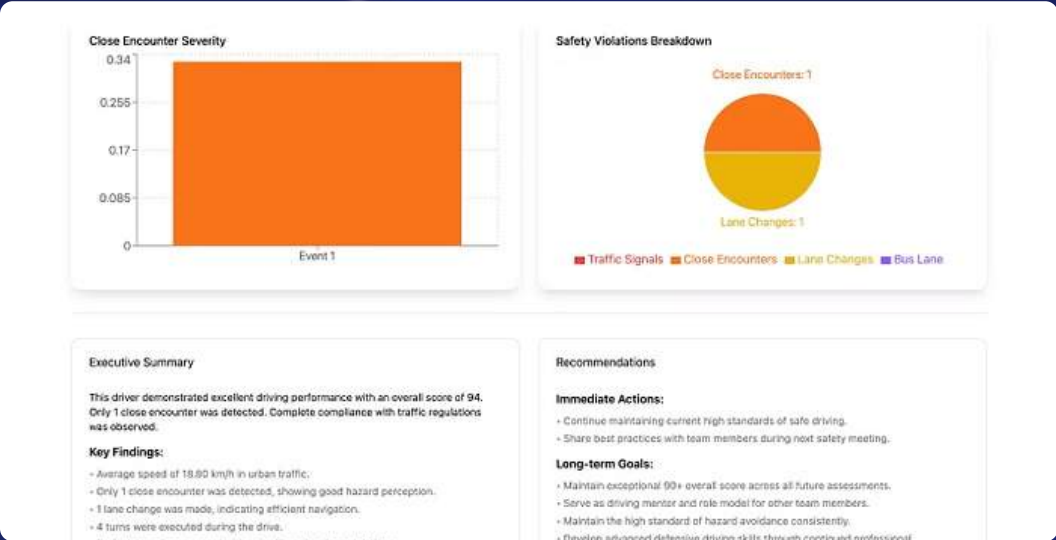 Close Encounter Severity
0.34
0.255
0.17
0.085
0
Event 1
Safety Violations Breakdown
Close Encounters: 1
Lane Changes: 1
Traffic Signals
Close Encounters
Lane Changes
Bus Lane
Executive Summary
This driver demonstrated excellent driving performance with an overall score of 94.
Only 1 close encounter was detected. Complete compliance with traffic regulations
was observed.
Key Findings:
• Average speed of 18.80 km/h in urban traffic.
• Only 1 close encounter was detected, showing good hazard perception.
• 1 lane change was made, indicating efficient navigation.
• 4 turns were executed during the drive.
Recommendations
Immediate Actions:
• Continue maintaining current high standards of safe driving.
• Share best practices with team members during next safety meeting.
Long-term Goals:
• Maintain exceptional 90+ overall score across all future assessments.
• Serve as driving mentor and role model for other team members.
• Maintain the high standard of hazard avoidance consistently.
• Develop advanced defensive driving skills through continued professional